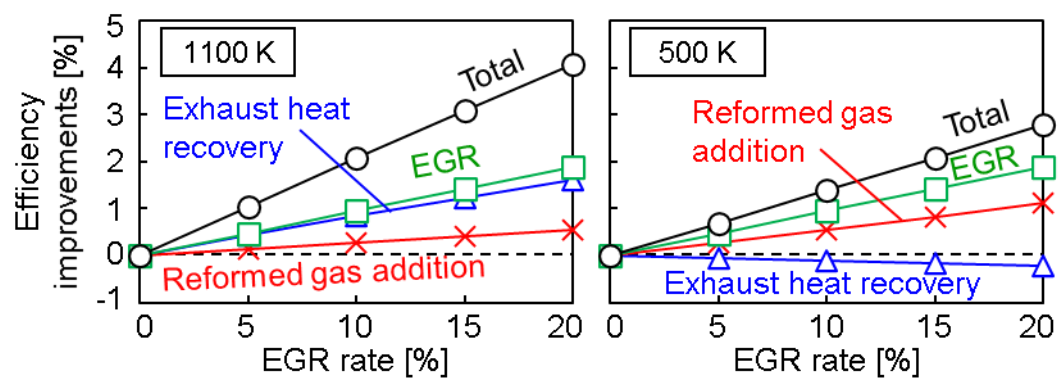 Efficiency
improvements [%]
5
4
3
2
1
0
-1
1100 K
Total
Exhaust heat
recovery
EGR
Reformed gas addition
0 5 10 15 20
EGR rate [%]
500 K
Reformed gas
addition
Total
EGR
Exhaust heat recovery
0 5 10 15 20
EGR rate [%]